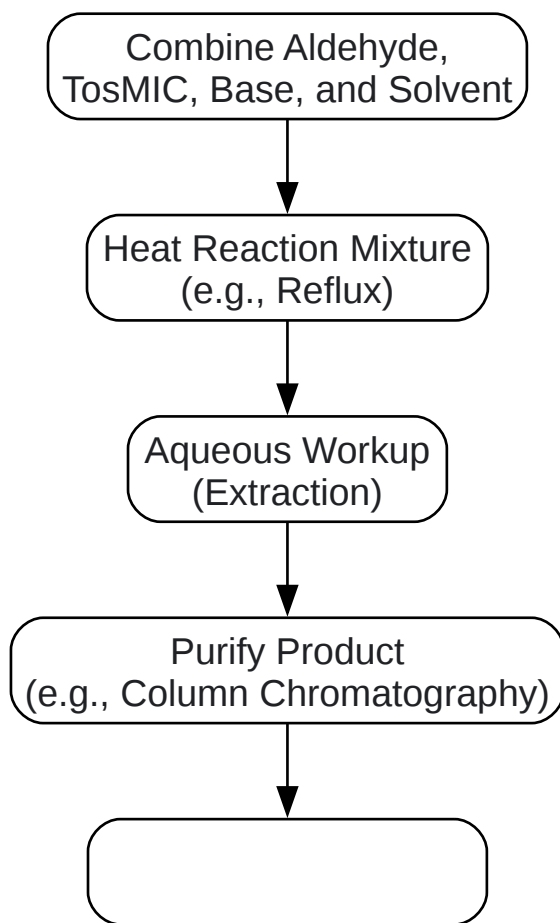 Combine Aldehyde,
TosMIC, Base, and Solvent
Heat Reaction Mixture
(e.g., Reflux)
Aqueous Workup
(Extraction)
Purify Product
(e.g., Column Chromatography)